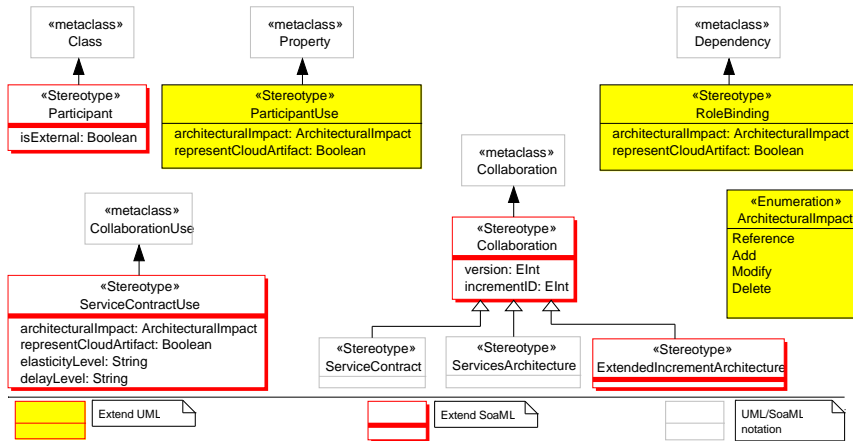 «metaclass»
Class
«metaclass»
Property
«metaclass»
Dependency
«Stereotype»
Participant
isExternal: Boolean
«Stereotype»
ParticipantUse
architecturalImpact: ArchitecturalImpact
representCloudArtifact: Boolean
«Stereotype»
RoleBinding
architecturalImpact: ArchitecturalImpact
representCloudArtifact: Boolean
«metaclass»
Collaboration
«metaclass»
CollaborationUse
«Stereotype»
Collaboration
version: EInt
incrementID: EInt
«Enumeration»
ArchitecturalImpact
Reference
Add
Modify
Delete
«Stereotype»
ServiceContractUse
architecturalImpact: ArchitecturalImpact
representCloudArtifact: Boolean
elasticityLevel: String
delayLevel: String
«Stereotype»
ServiceContract
«Stereotype»
ServicesArchitecture
«Stereotype»
ExtendedIncrementArchitecture
Extend UML
Extend SoaML
UML/SoaML
notation